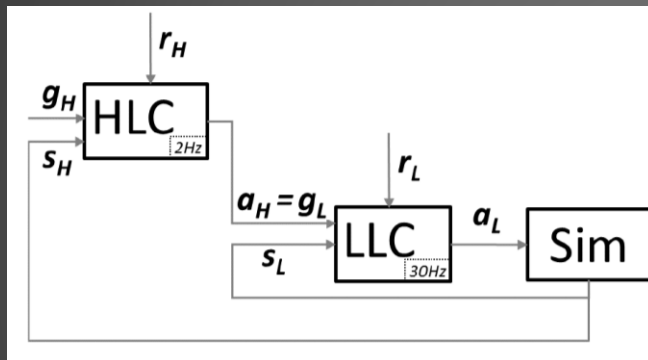 r_H
g_H
HLC
2Hz
s_H
r_L
a_H = g_L
a_L
LLC
Sim
s_L
30Hz